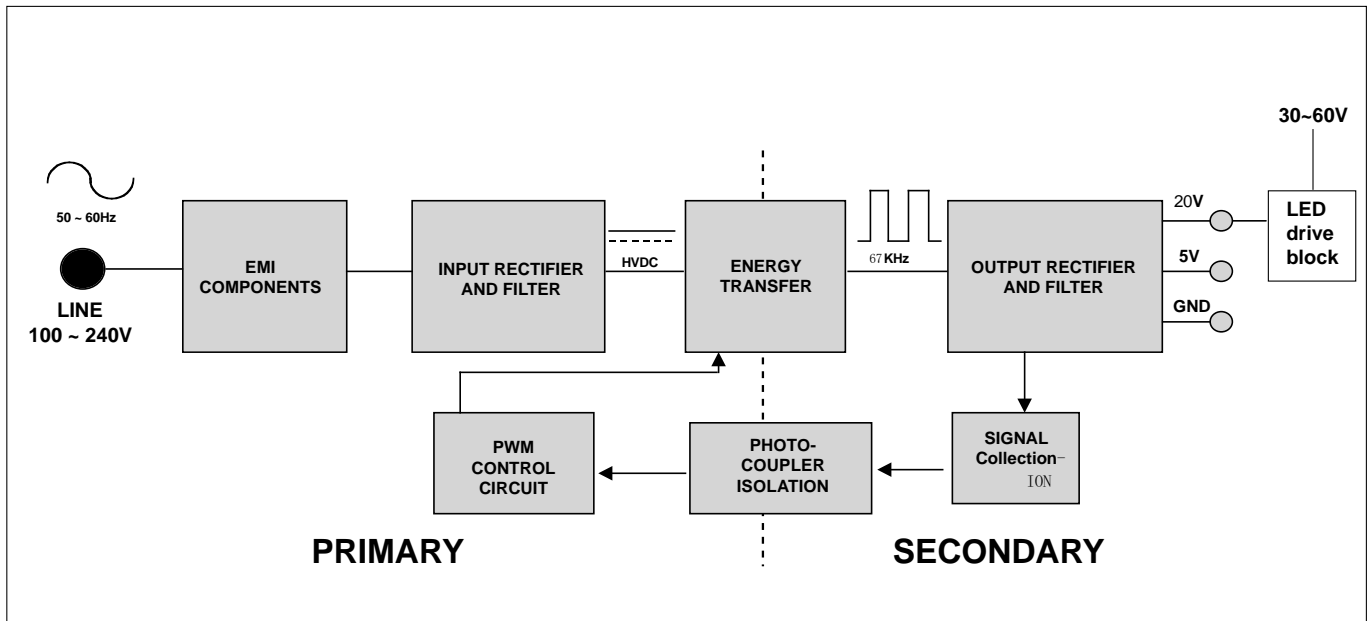 30~60V
50 ~ 60Hz
LINE
100 ~ 240V
EMI
COMPONENTS
INPUT RECTIFIER
AND FILTER
HVDC
ENERGY
TRANSFER
67KHz
OUTPUT RECTIFIER
AND FILTER
20V
5V
GND
LED
drive
block
PWM
CONTROL
CIRCUIT
PHOTO-
COUPLER
ISOLATION
SIGNAL
Collection-
ION
PRIMARY
SECONDARY